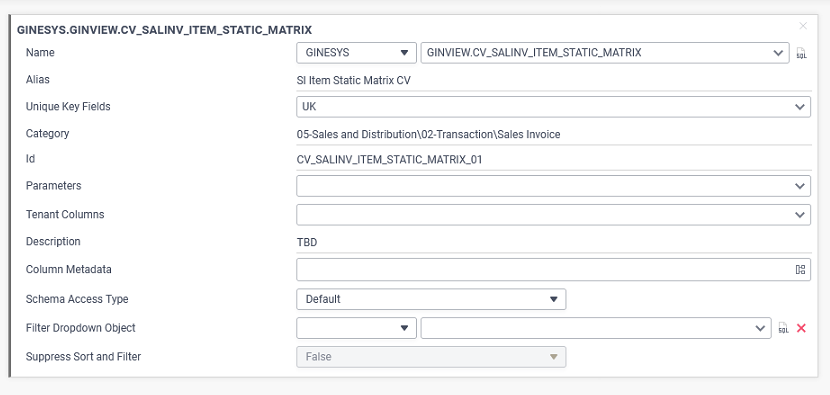 GINESYS.GINVIEW.CV_SALINV_ITEM_STATIC_MATRIX
Name GINESYS GINVIEW.CV_SALINV_ITEM_STATIC_MATRIX SQL
Alias SI Item Static Matrix CV
Unique Key Fields UK
Category 05-Sales and Distribution\02-Transaction\Sales Invoice
Id CV_SALINV_ITEM_STATIC_MATRIX_01
Parameters
Tenant Columns
Description TBD
Column Metadata
Schema Access Type Default
Filter Dropdown Object SQL
Suppress Sort and Filter False